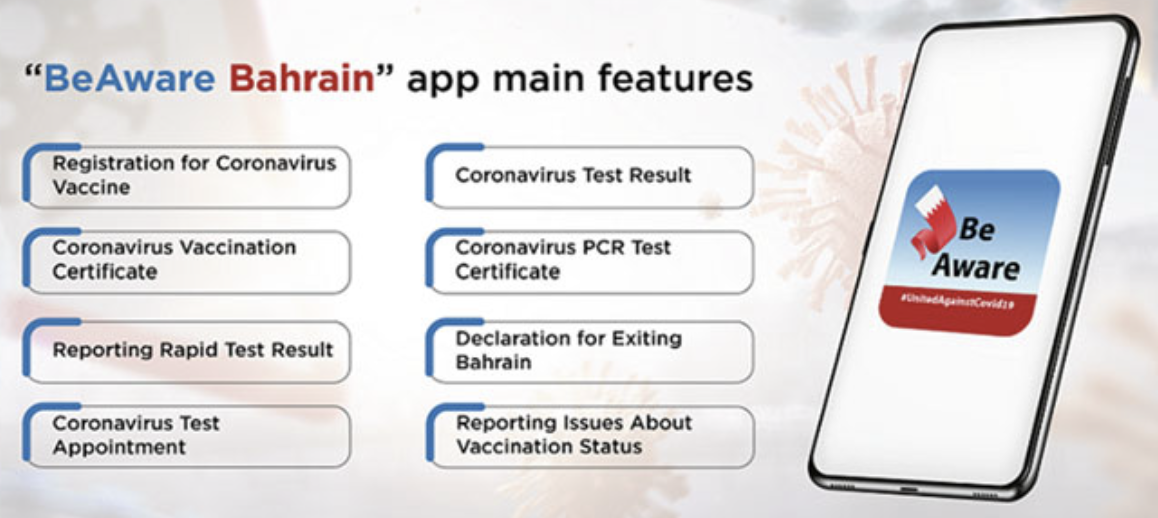 “BeAware Bahrain” app main features
Registration for Coronavirus
Vaccine
Coronavirus Vaccination
Certificate
Reporting Rapid Test Result
Coronavirus Test
Appointment
Coronavirus Test Result
Coronavirus PCR Test
Certificate
Declaration for Exiting
Bahrain
Reporting Issues About
Vaccination Status
Be
Aware
#UnitedAgainstCovid19